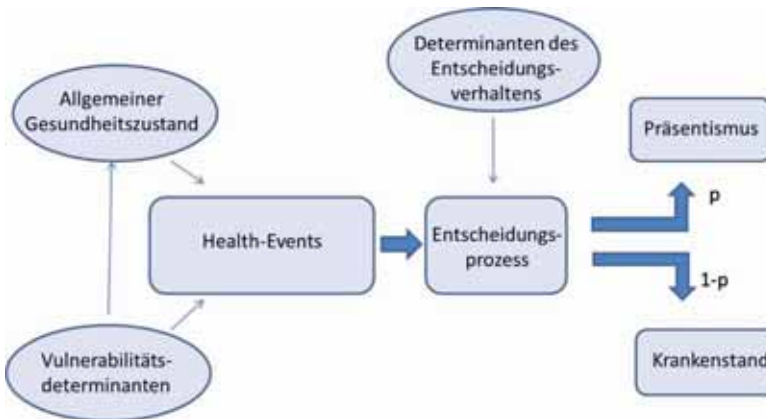 Determinanten des
Entscheidungs-
verhaltens
Allgemeiner
Gesundheitszustand
Präsentismus
p
Health-Events
Entscheidungs-
prozess
1-p
Vulnerabilitäts-
determinanten
Krankenstand